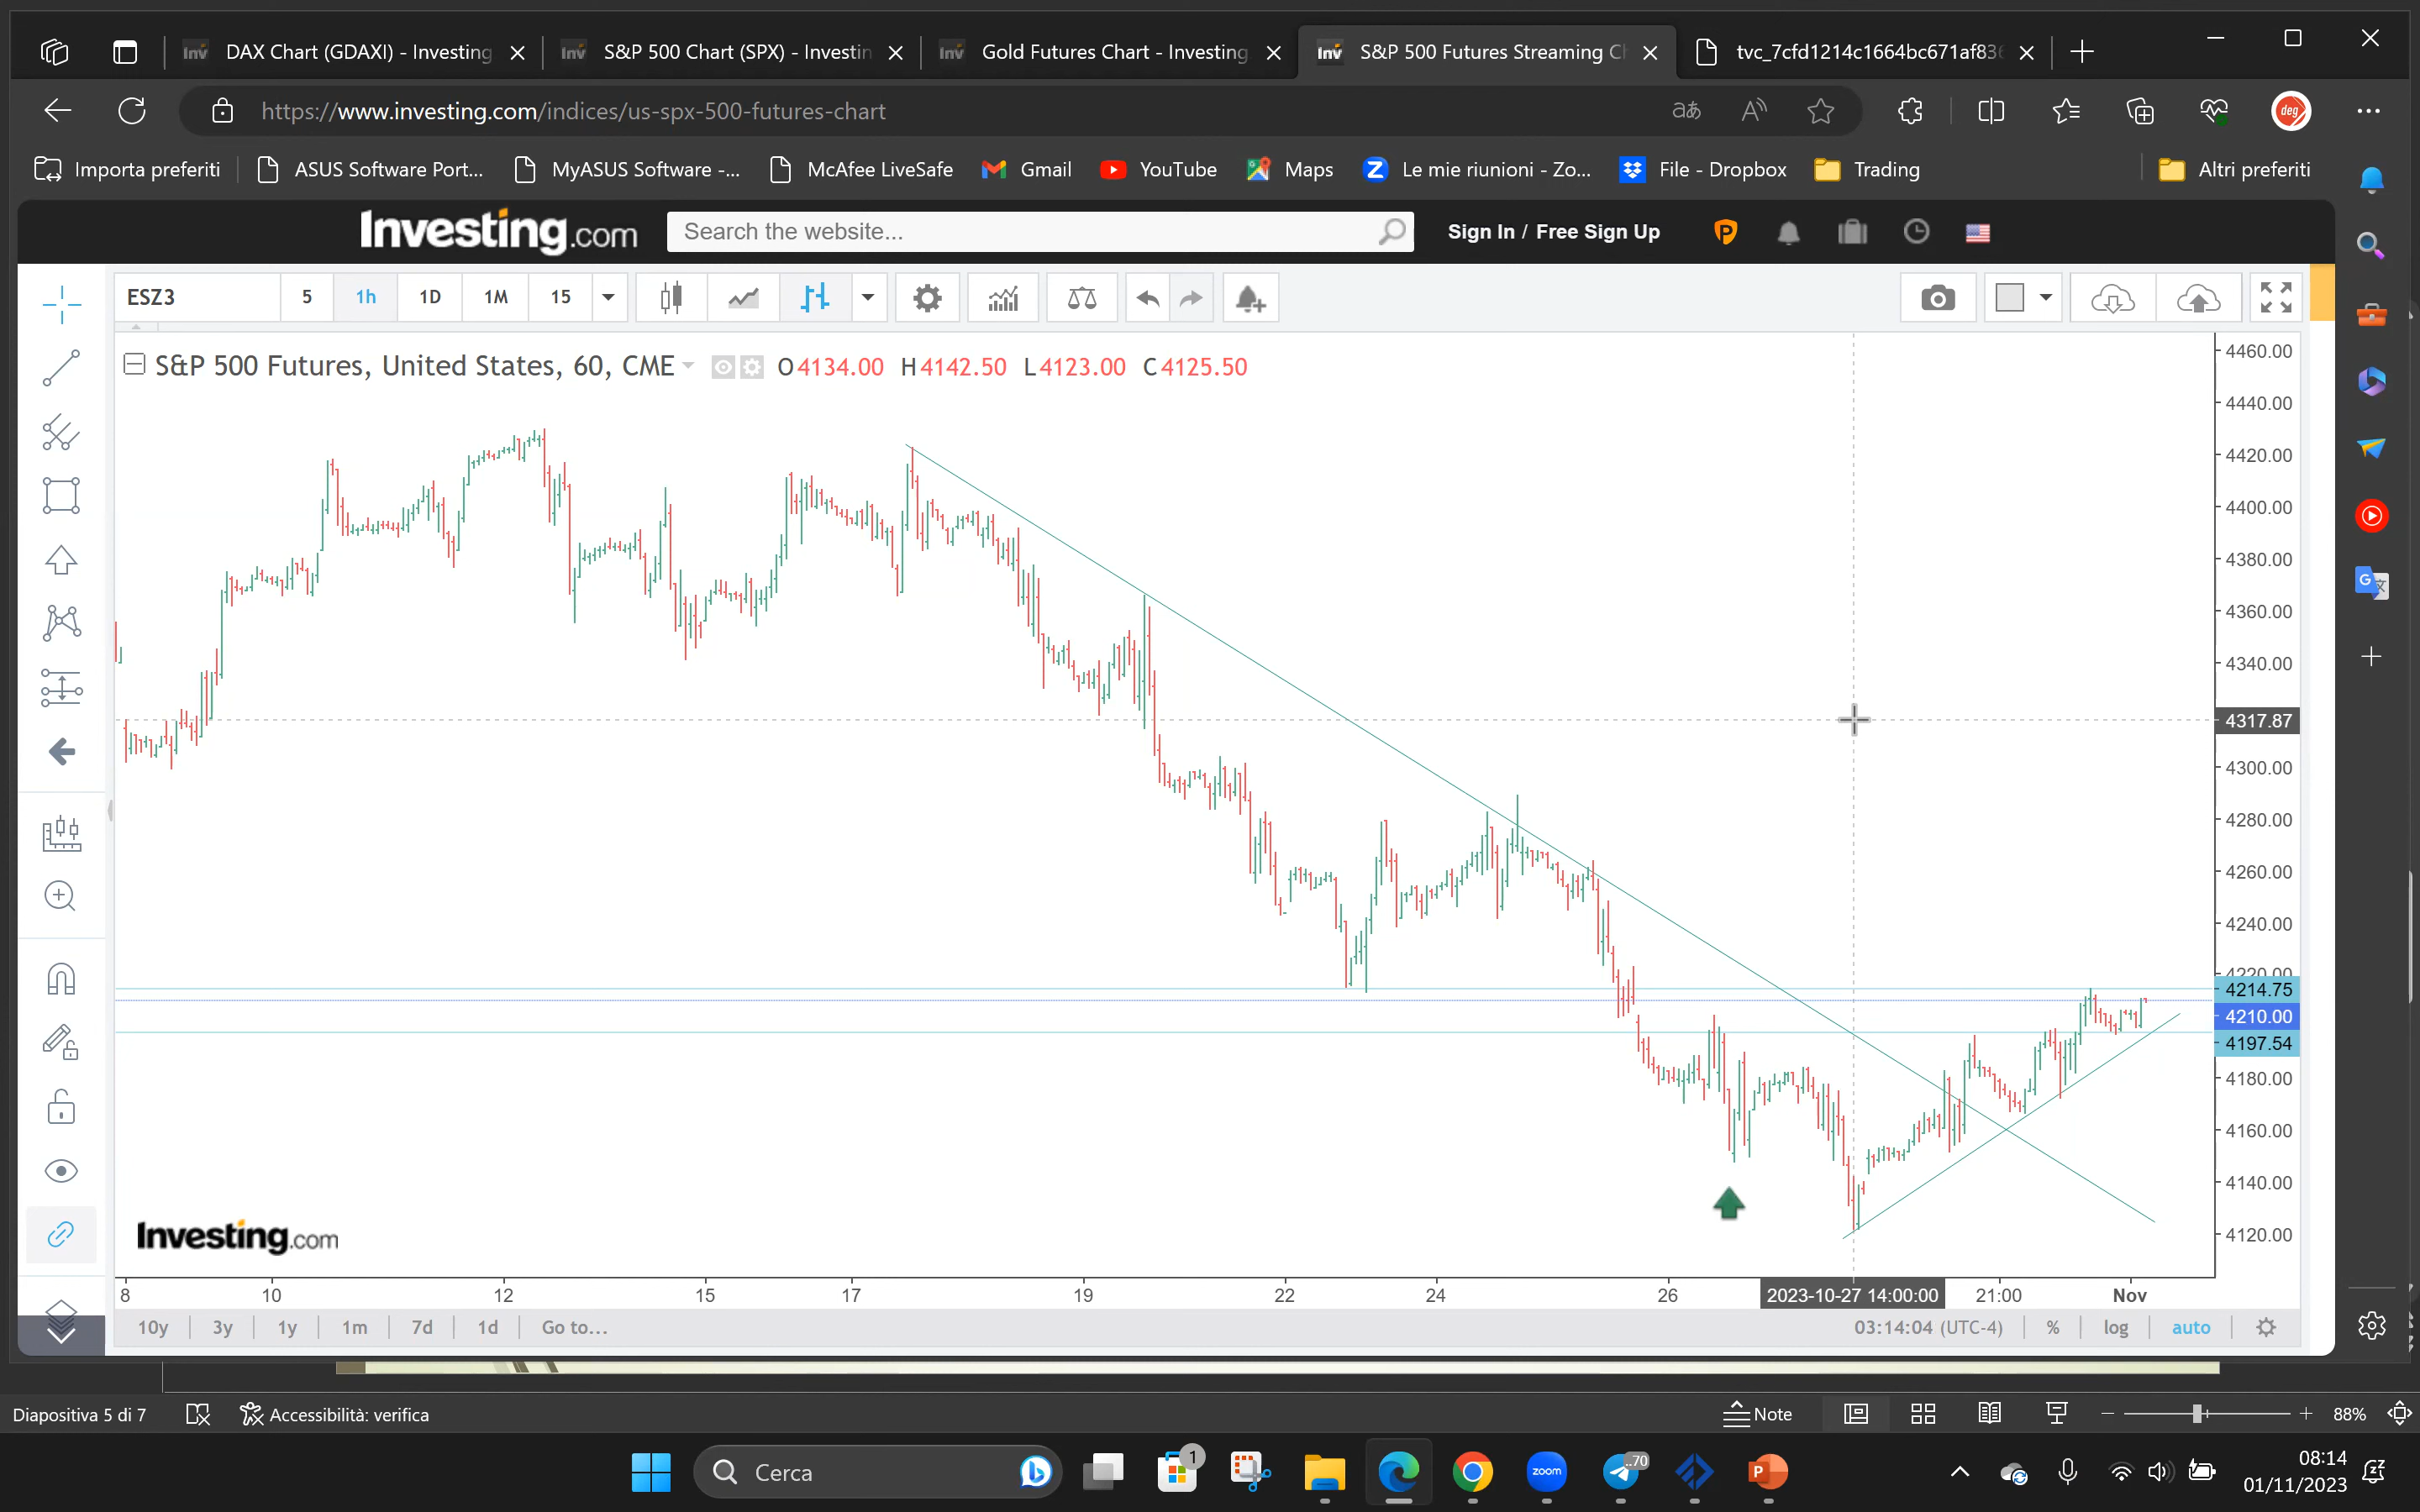 DAX Chart (GDAXI) - Investing
S&P 500 Chart (SPX) - Investin
Gold Futures Chart - Investing
S&P 500 Futures Streaming Ch
tvc_7cfd1214c1664bc671af836
https://www.investing.com/indices/us-spx-500-futures-chart
deg
Importa preferiti
ASUS Software Port...
MyASUS Software -...
McAfee LiveSafe
Gmail
YouTube
Maps
Le mie riunioni - Zo...
File - Dropbox
Trading
Altri preferiti
Investing.com
Search the website...
Sign In / Free Sign Up
ESZ3 5 1h 1D 1M 15
S&P 500 Futures, United States, 60, CME O4134.00 H4142.50 L4123.00 C4125.50
4460.00
4440.00
4420.00
4400.00
4380.00
4360.00
4340.00
4317.87
4300.00
4280.00
4260.00
4240.00
4220.00
4214.75
4210.00
4197.54
4180.00
4160.00
4140.00
4120.00
Investing.com
8 10 12 15 17 19 22 24 26 2023-10-27 14:00:00 21:00 Nov
10y 3y 1y 1m 7d 1d Go to... 03:14:04 (UTC-4) % log auto
Diapositiva 5 di 7 Accessibilità: verifica Note 88%
Cerca
1
zoom
..70
P
08:14
01/11/2023